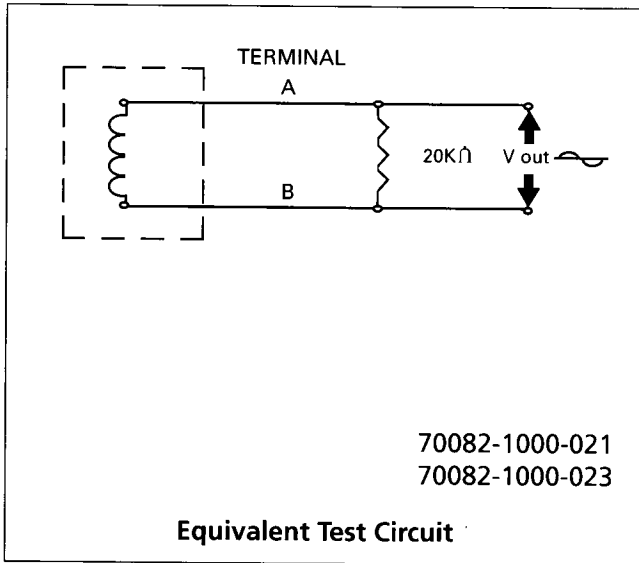 TERMINAL
A
20KΩ V out
B
70082-1000-021
70082-1000-023
Equivalent Test Circuit